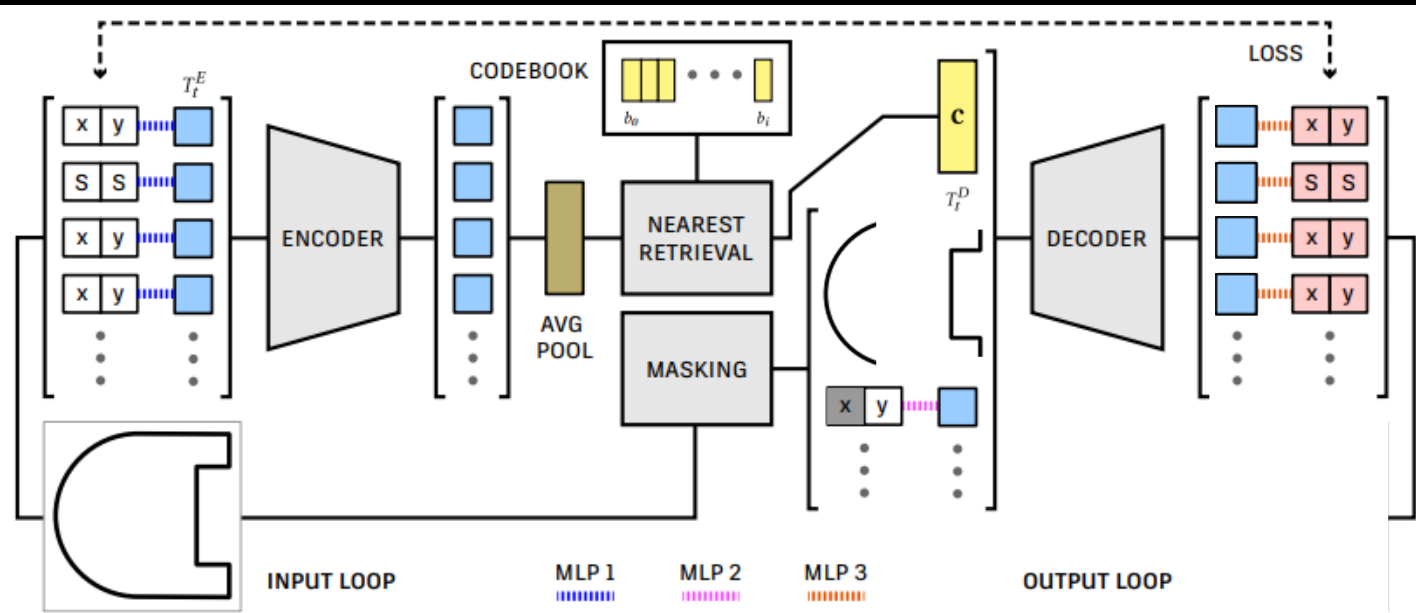 LOSS
CODEBOOK
T_t^E
b_0 b_i
x y
S S
x y
x y
ENCODER
AVG
POOL
NEAREST
RETRIEVAL
MASKING
c
T_t^D
x y
DECODER
x y
S S
x y
x y
INPUT LOOP
MLP 1
MLP 2
MLP 3
OUTPUT LOOP